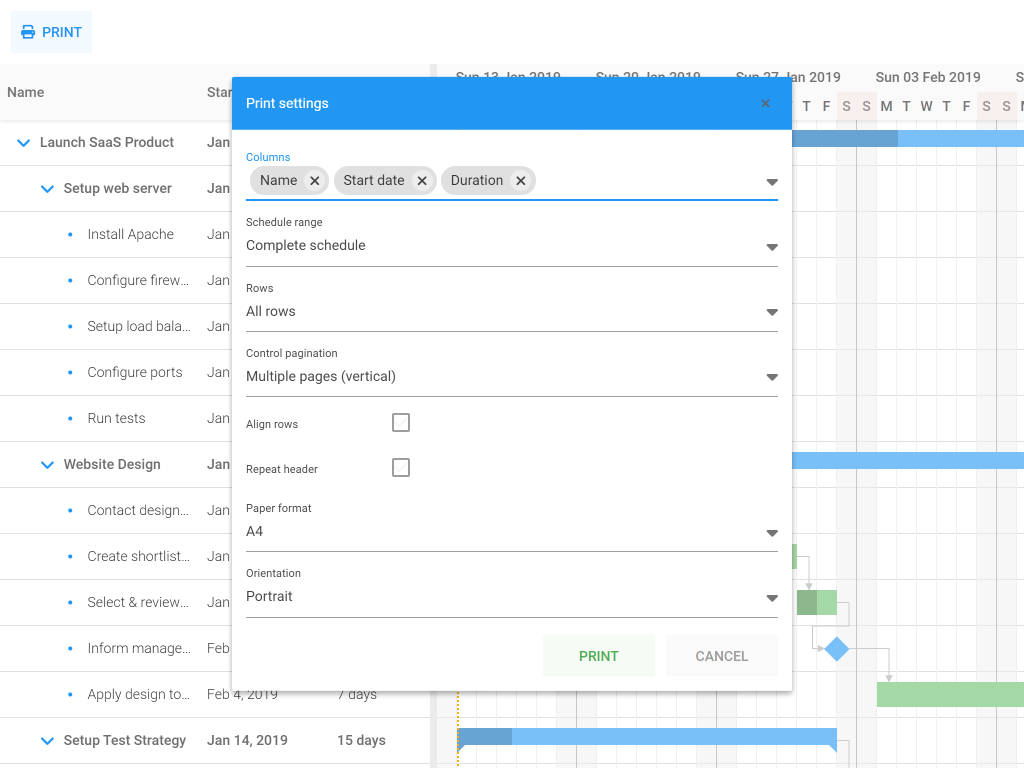 PRINT
Sun 13 Jan 2019 Sun 20 Jan 2019 Sun 27 Jan 2019 Sun 03 Feb 2019 S
Name Star
T F S S M T W T F S S M
Print settings
Columns
Name Start date Duration
Schedule range
Complete schedule
Rows
All rows
Control pagination
Multiple pages (vertical)
Align rows
Repeat header
Paper format
A4
Orientation
Portrait
PRINT CANCEL
Launch SaaS Product Jan
Setup web server Jan
Install Apache Jan
Configure firew... Jan
Setup load bala... Jan
Configure ports Jan
Run tests Jan
Website Design Jan
Contact design... Jan
Create shortlist... Jan
Select & review... Jan
Inform manage... Feb
Apply design to... Feb 4, 2019 7 days
Setup Test Strategy Jan 14, 2019 15 days